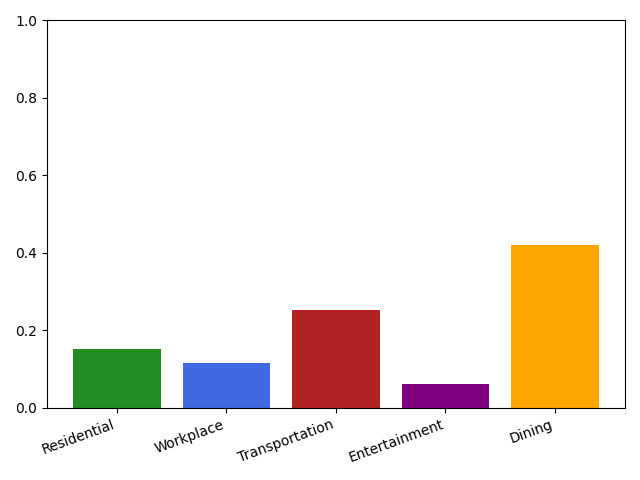 1.0
0.8
0.6
0.4
0.2
0.0
Residential
Workplace
Transportation
Entertainment
Dining